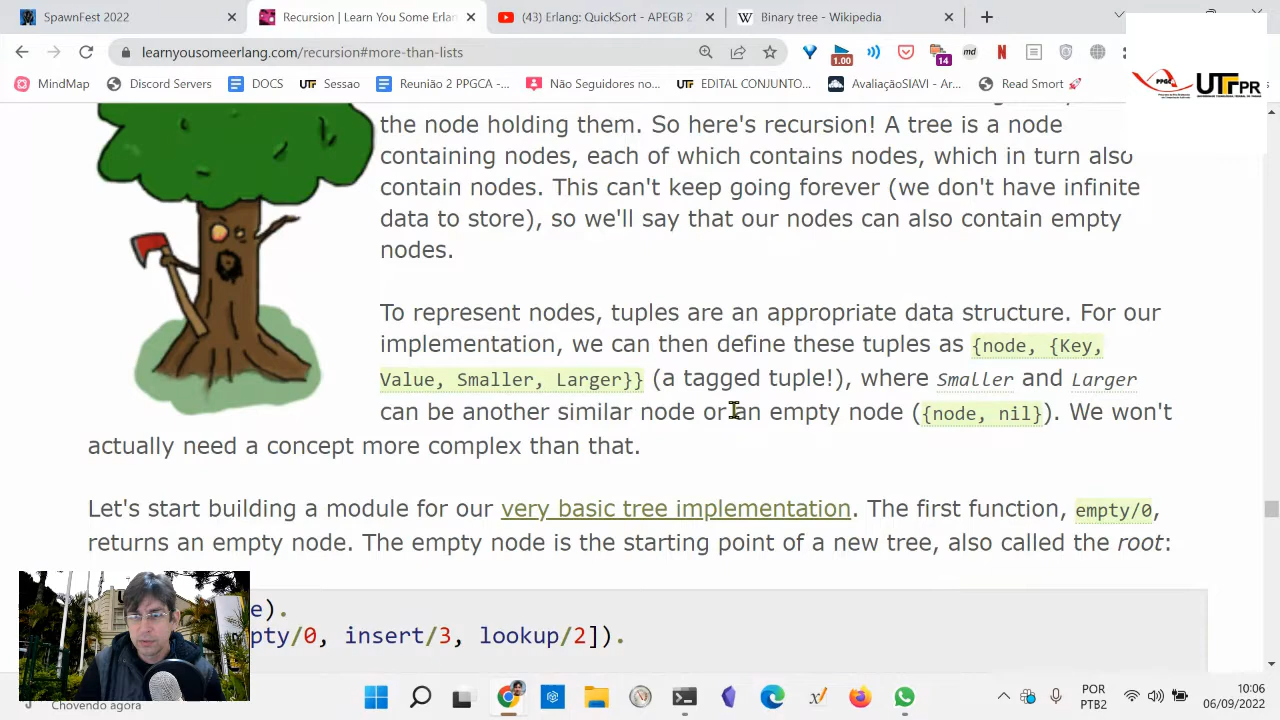 SpawnFest 2022
Recursion | Learn You Some Erlan
(43) Erlang: QuickSort - APEGB 2
Binary tree - Wikipedia
learnyousomeerlang.com/recursion#more-than-lists
1.00
14
md
N
MindMap
Discord Servers
DOCS
UTF Sessao
Reunião 2 PISCA...
Não Seguidores no...
UTF EDITAL CONJUNTO...
AvaliaçãoSIAVI - Ar...
Read Smort 🚀
UTFPR
the node holding them. So here's recursion! A tree is a node
containing nodes, each of which contains nodes, which in turn also
contain nodes. This can't keep going forever (we don't have infinite
data to store), so we'll say that our nodes can also contain empty
nodes.
To represent nodes, tuples are an appropriate data structure. For our
implementation, we can then define these tuples as {node, {Key,
Value, Smaller, Larger}} (a tagged tuple!), where Smaller and Larger
can be another similar node or an empty node ({node, nil}). We won't
actually need a concept more complex than that.
Let's start building a module for our very basic tree implementation. The first function, empty/0,
returns an empty node. The empty node is the starting point of a new tree, also called the root:
e).
pty/0, insert/3, lookup/2]).
Chovendo agora
POR
PTB2
10:06
06/09/2022